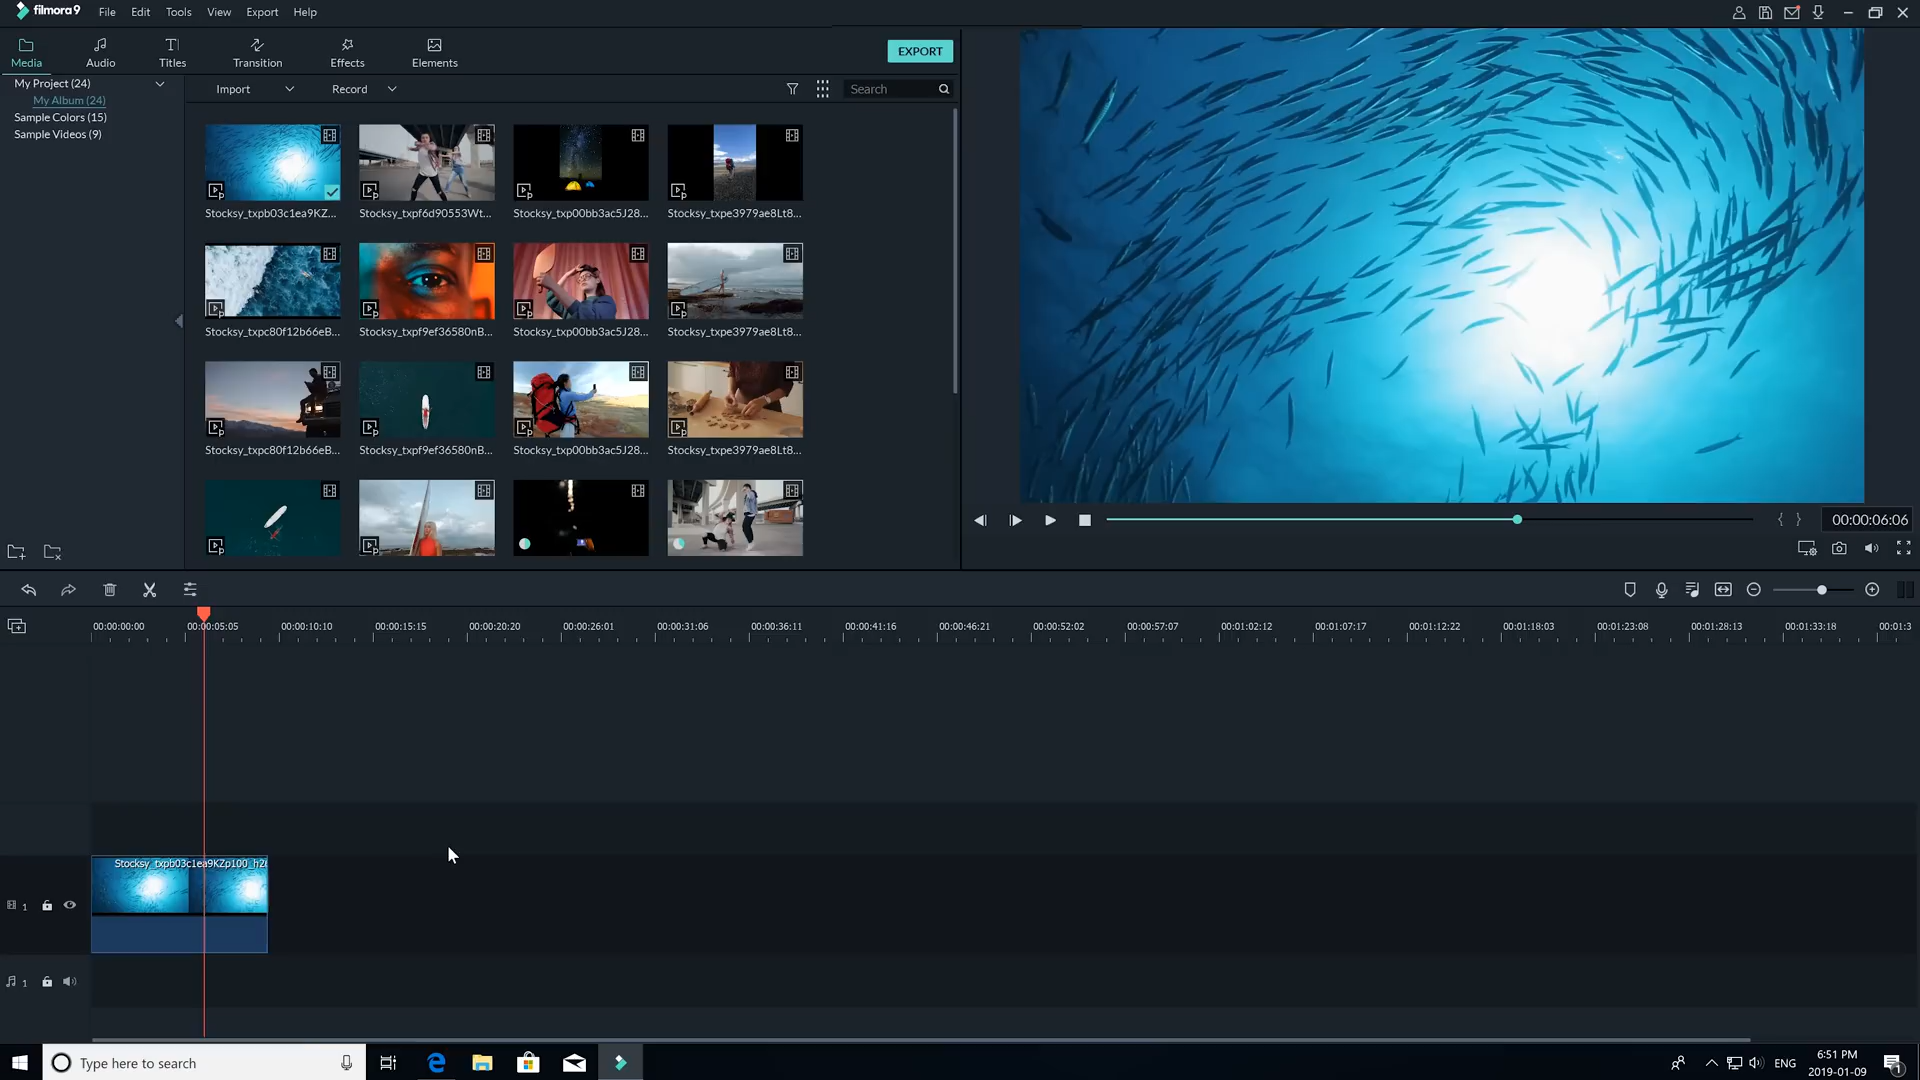 filmora9 File Edit Tools View Export Help
Media Audio Titles Transition Effects Elements
EXPORT
My Project (24)
My Album (24)
Sample Colors (15)
Sample Videos (9)
Import Record Search
Stocksy_txpb03c1ea9KZ... Stocksy_txpf6d90553Wt... Stocksy_txp00bb3ac5J28... Stocksy_txpe3979ae8Lt8...
Stocksy_txpc80f12b66eB... Stocksy_txpf9ef36580nB... Stocksy_txp00bb3ac5J28... Stocksy_txpe3979ae8Lt8...
Stocksy_txpc80f12b66eB... Stocksy_txpf9ef36580nB... Stocksy_txp00bb3ac5J28... Stocksy_txpe3979ae8Lt8...
00:00:06:06
00:00:00:00 00:00:05:05 00:00:10:10 00:00:15:15 00:00:20:20 00:00:26:01 00:00:31:06 00:00:36:11 00:00:41:16 00:00:46:21 00:00:52:02 00:00:57:07 00:01:02:12 00:01:07:17 00:01:12:22 00:01:18:03 00:01:23:08 00:01:28:13 00:01:33:18 00:01:3
Stocksy_txpb03c1ea9KZp100_h26
1
1
Type here to search
ENG
6:51 PM
2019-01-09
1